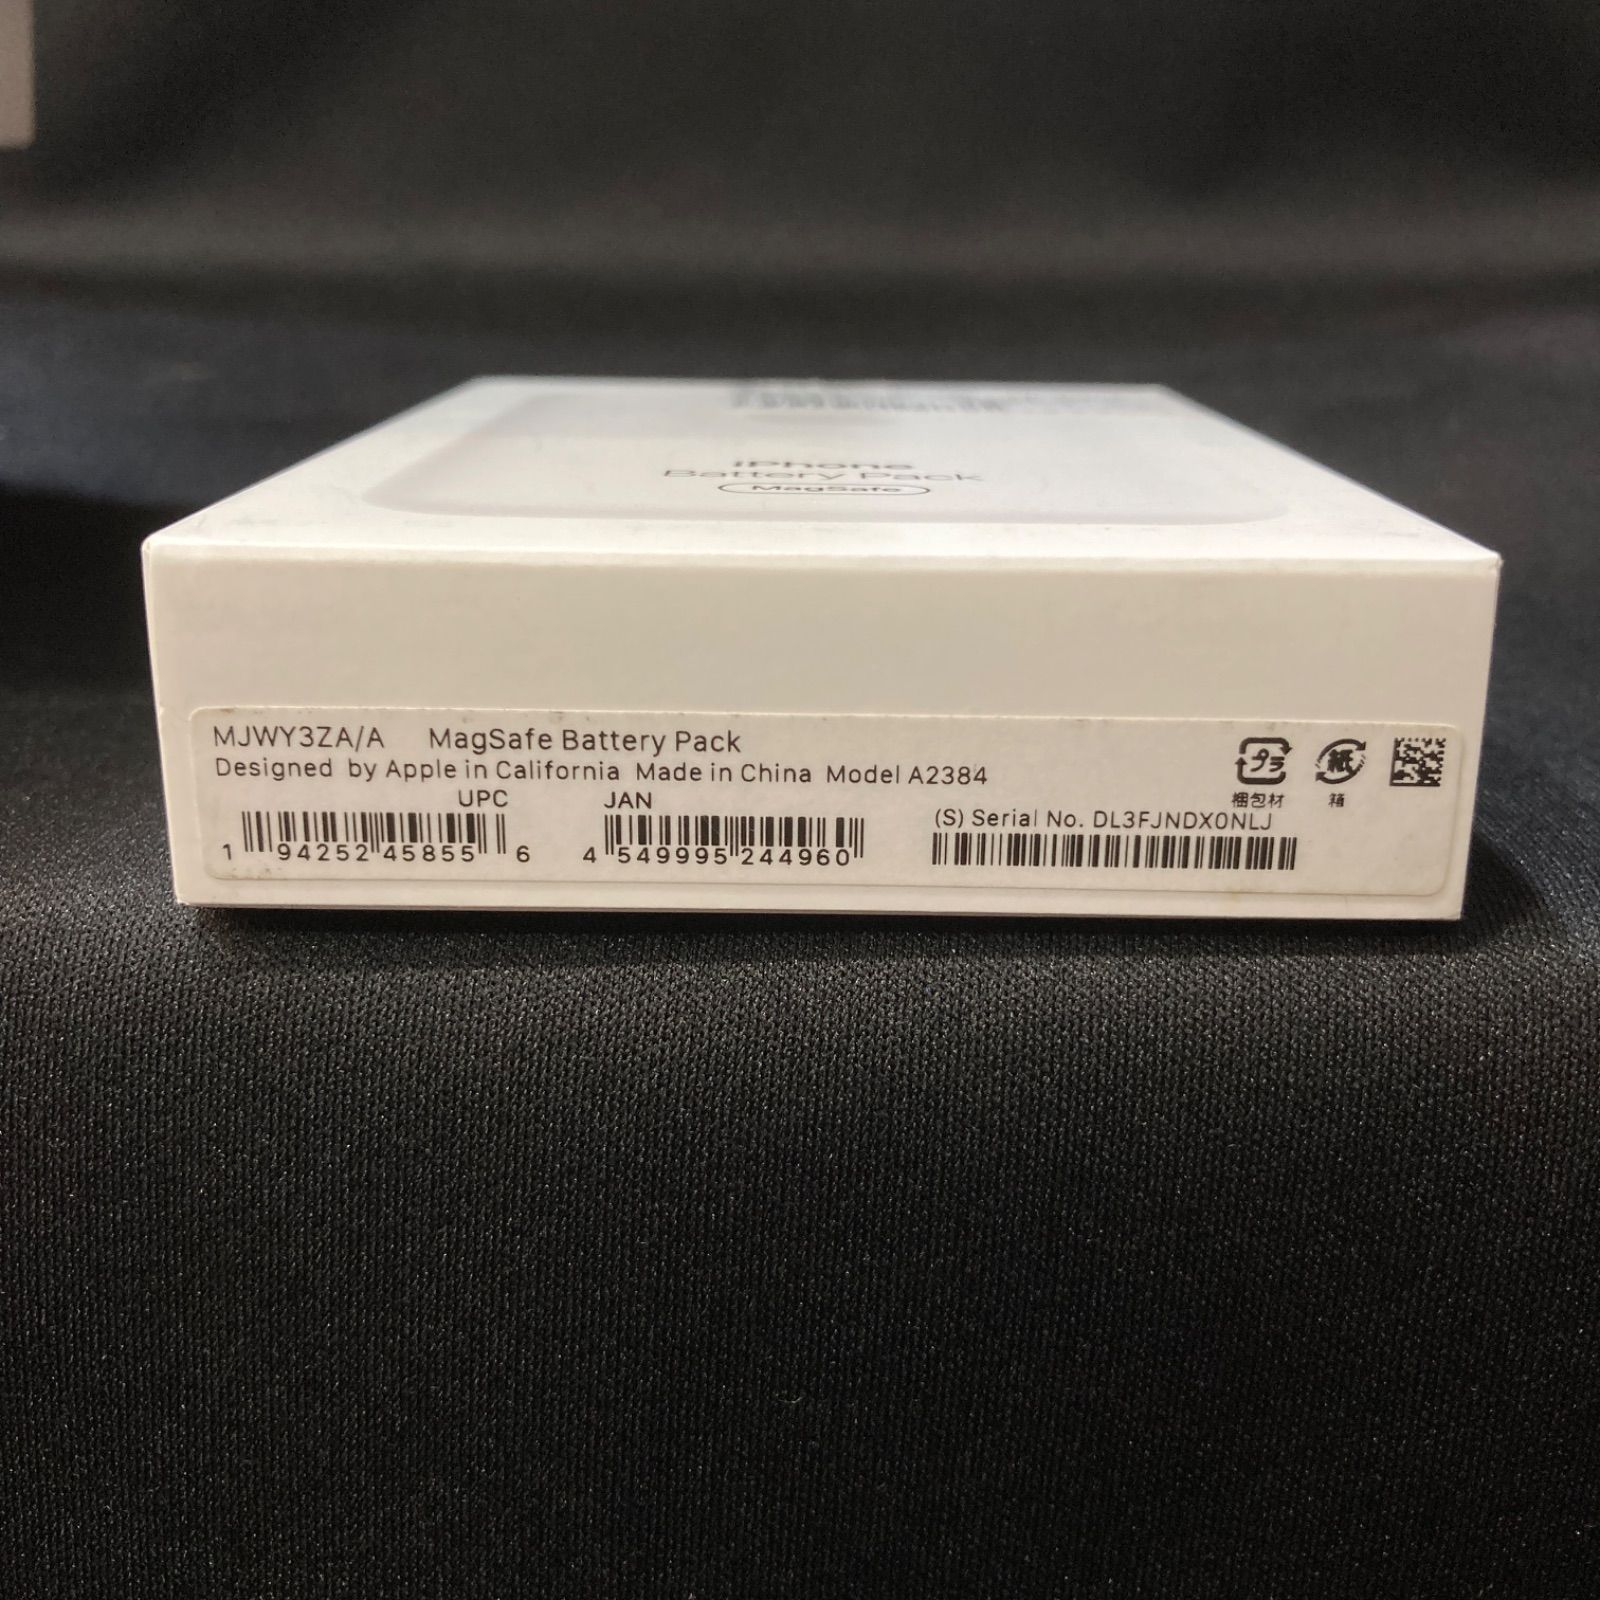 iPhone
Battery Pack
MagSafe
MJWY3ZA/A MagSafe Battery Pack
Designed by Apple in California Made in China Model A2384
プラ 紙
梱包材 箱
UPC JAN
(S) Serial No. DL3FJNDX0NLJ
1 94252 45855 6 4 549995 244960